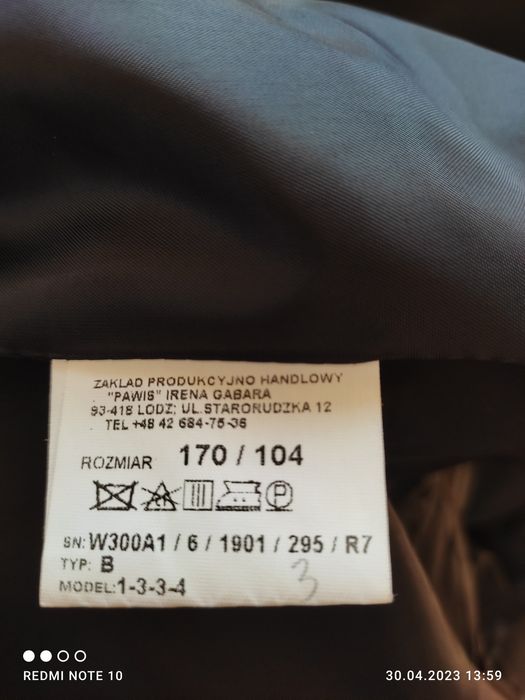 ZAKLAD PRODUKCYJNO HANDLOWY
"PAWIS" IRENA GABARA
93-418 LODZ; UL.STARORUDZKA 12
TEL +48 42 684-75-36
ROZMIAR 170 / 104
P
SN: W300A1 / 6 / 1901 / 295 / R7
TYP: B
MODEL: 1-3-3-4
3
REDMI NOTE 10
30.04.2023 13:59